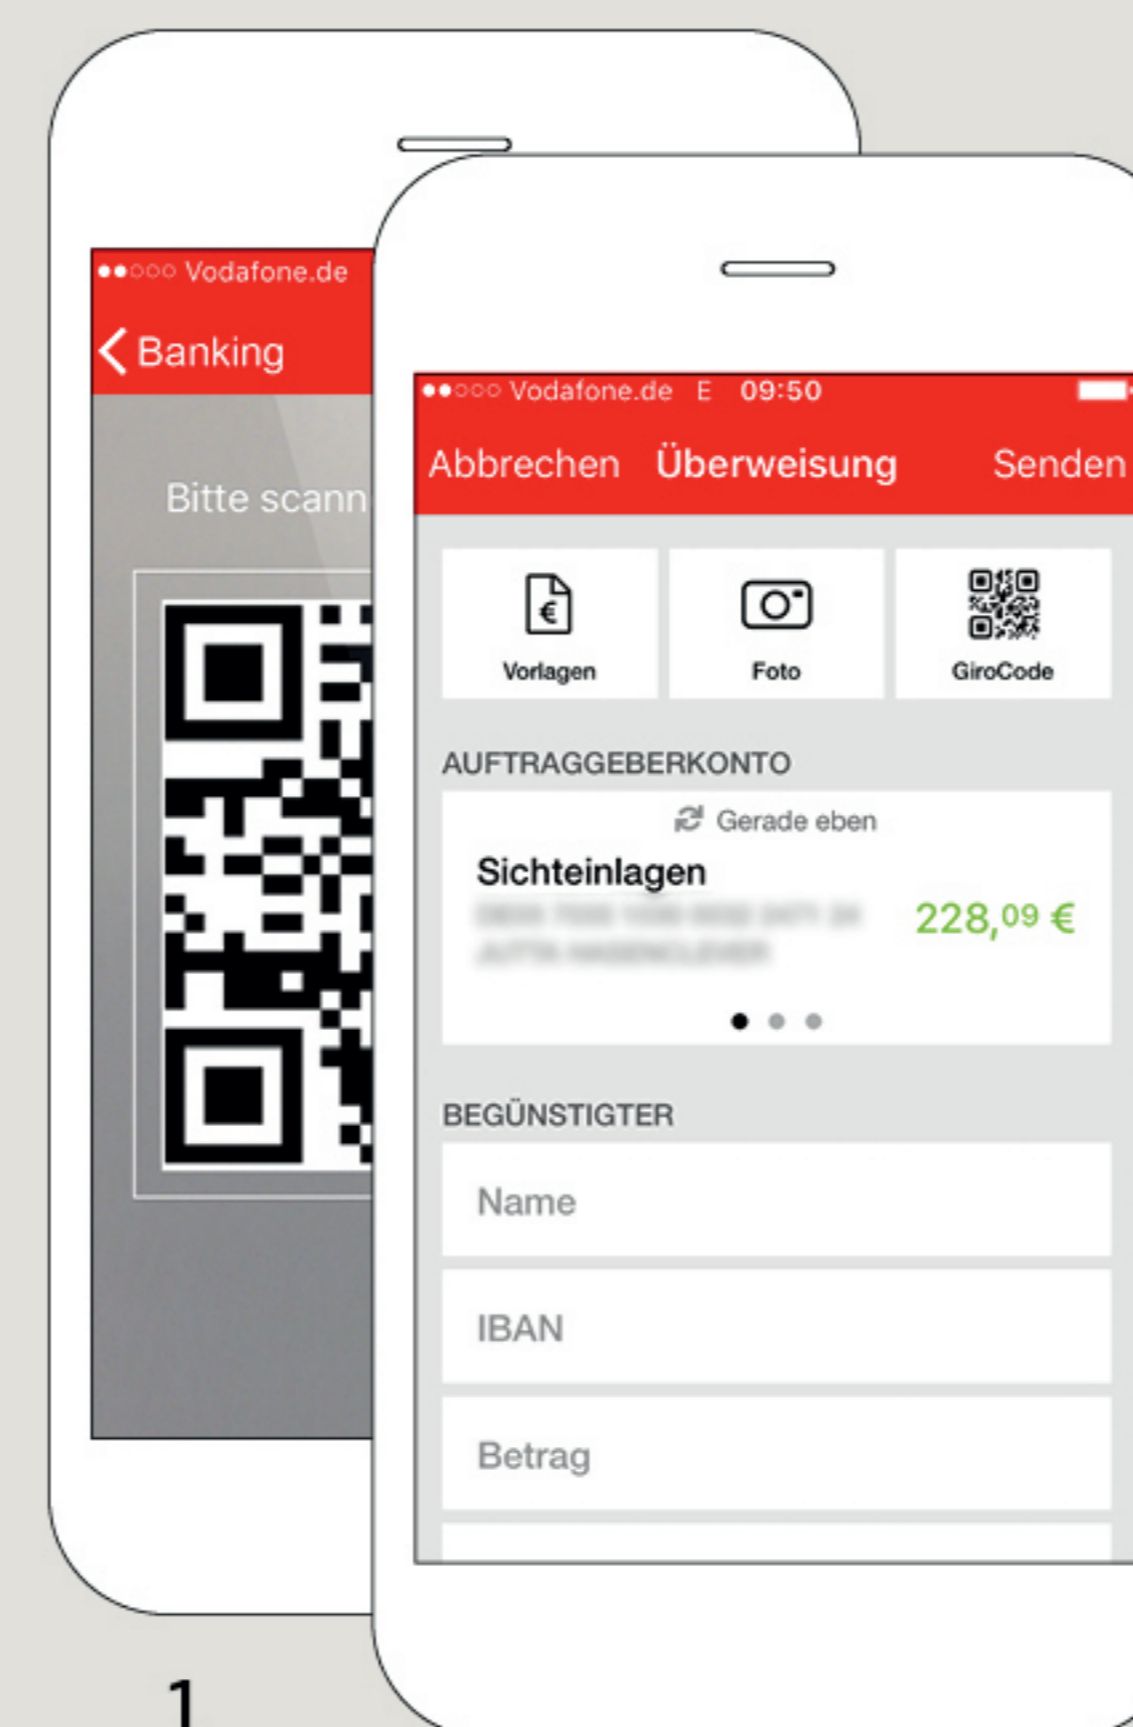 Vodafone.de
Banking
Bitte scann
Vodafone.de E 09:50
Abbrechen Überweisung Senden
Vorlagen Foto GiroCode
AUFTRAGGEBERKONTO
Gerade eben
Sichteinlagen
228,09 €
BEGÜNSTIGTER
Name
IBAN
Betrag
1